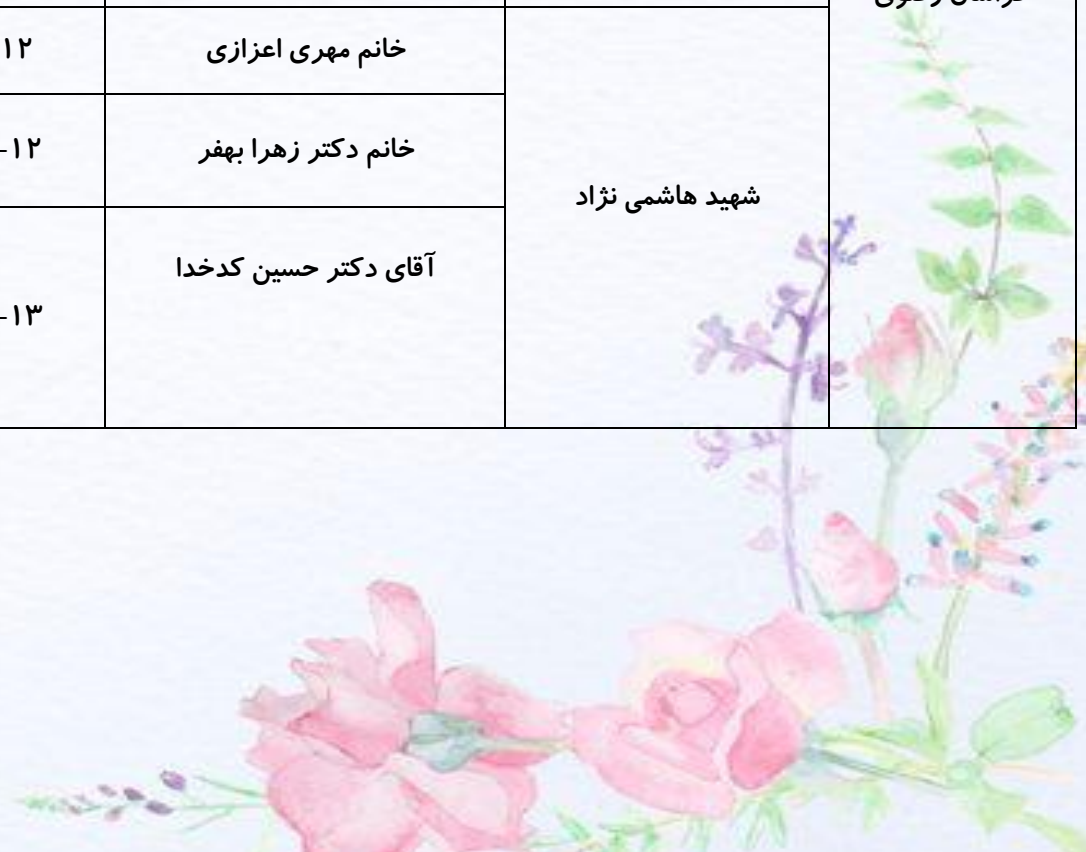 شهید هاشمی نژاد
خانم مهری اعزازی
۱۲
خانم دکتر زهرا بهفر
۱۲-
آقای دکتر حسین کدخدا
۱۳-